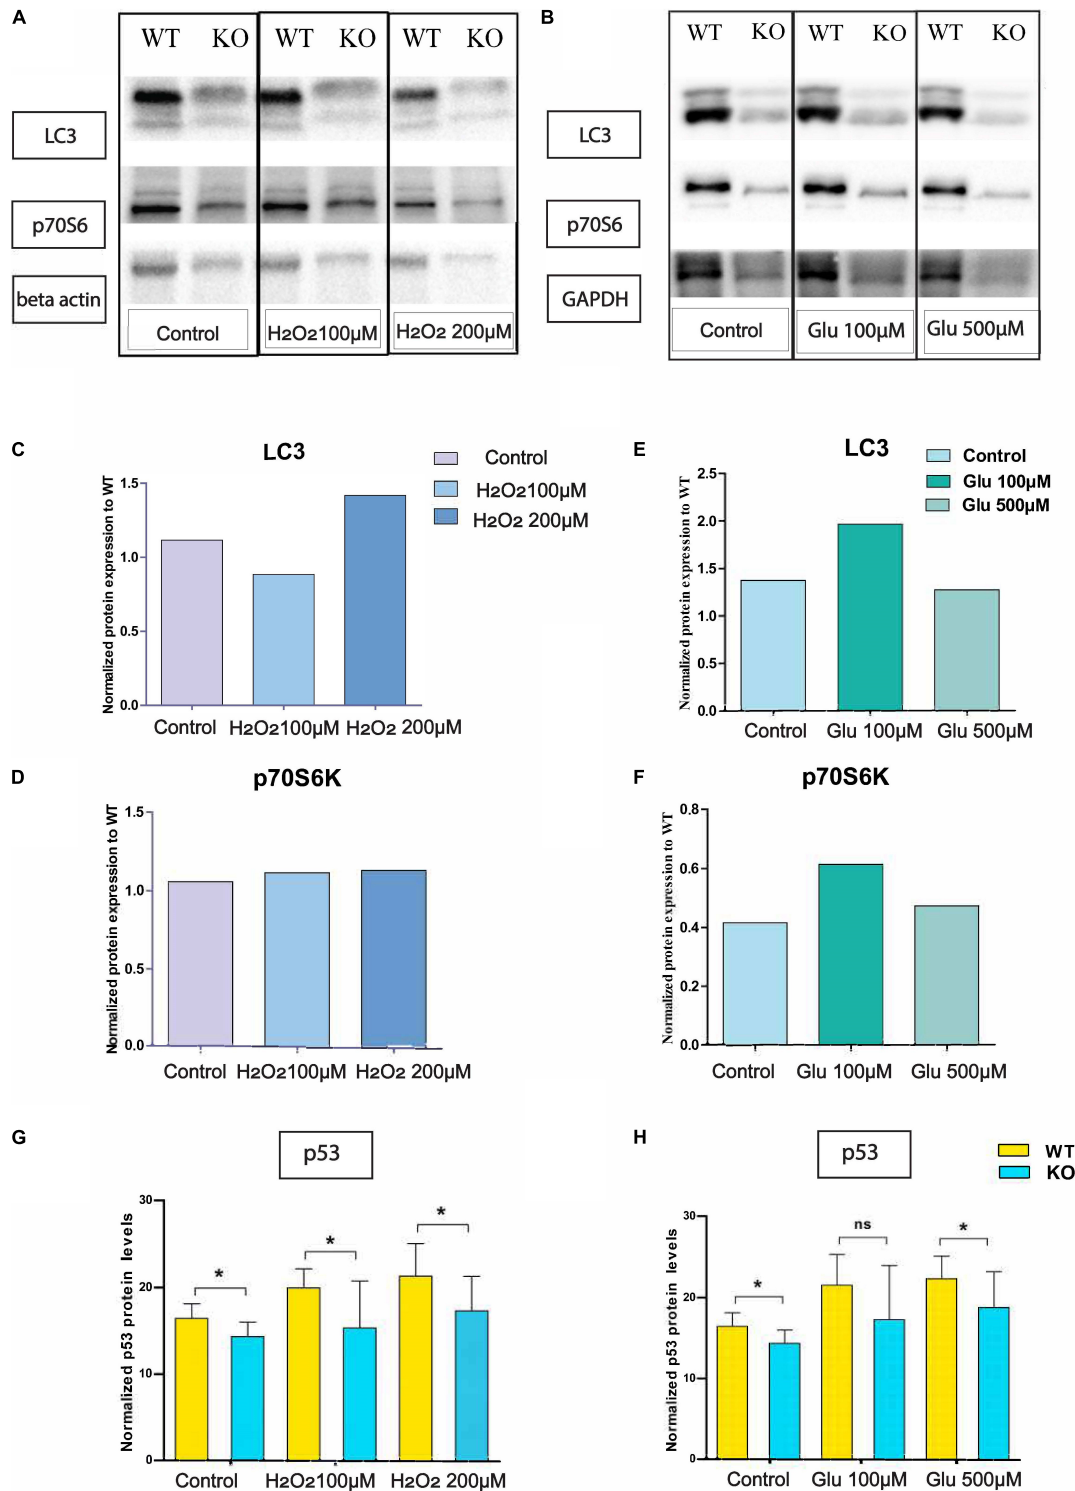 A
WT KO WT KO WT KO
LC3
p70S6
beta actin
Control H2O2100µM H2O2 200µM
B
WT KO WT KO WT KO
LC3
p70S6
GAPDH
Control Glu 100µM Glu 500µM
C
LC3
Control
H2O2100µM
H2O2 200µM
Normalized protein expression to WT
1.5
1.0
0.5
0.0
Control H2O2100µM H2O2 200µM
E
LC3
Control
Glu 100µM
Glu 500µM
Normalized protein expression to WT
2.5
2.0
1.5
1.0
0.5
0.0
Control Glu 100µM Glu 500µM
D
p70S6K
Normalized protein expression to WT
1.5
1.0
0.5
0.0
Control H2O2100µM H2O2 200µM
F
p70S6K
Normalized protein expression to WT
0.8
0.6
0.4
0.2
0.0
Control Glu 100µM Glu 500µM
G
p53
Normalized p53 protein levels
30
20
10
0
* * *
Control H2O2100µM H2O2 200µM
H
p53
WT
KO
Normalized p53 protein levels
30
20
10
0
* ns *
Control Glu 100µM Glu 500µM